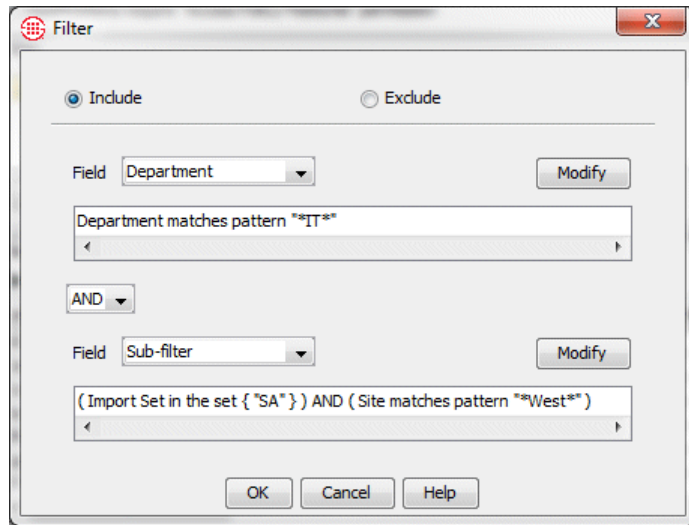 Filter
Include Exclude
Field Department Modify
Department matches pattern "*IT*"
AND
Field Sub-filter Modify
( Import Set in the set { "SA" } ) AND ( Site matches pattern "*West*" )
OK Cancel Help